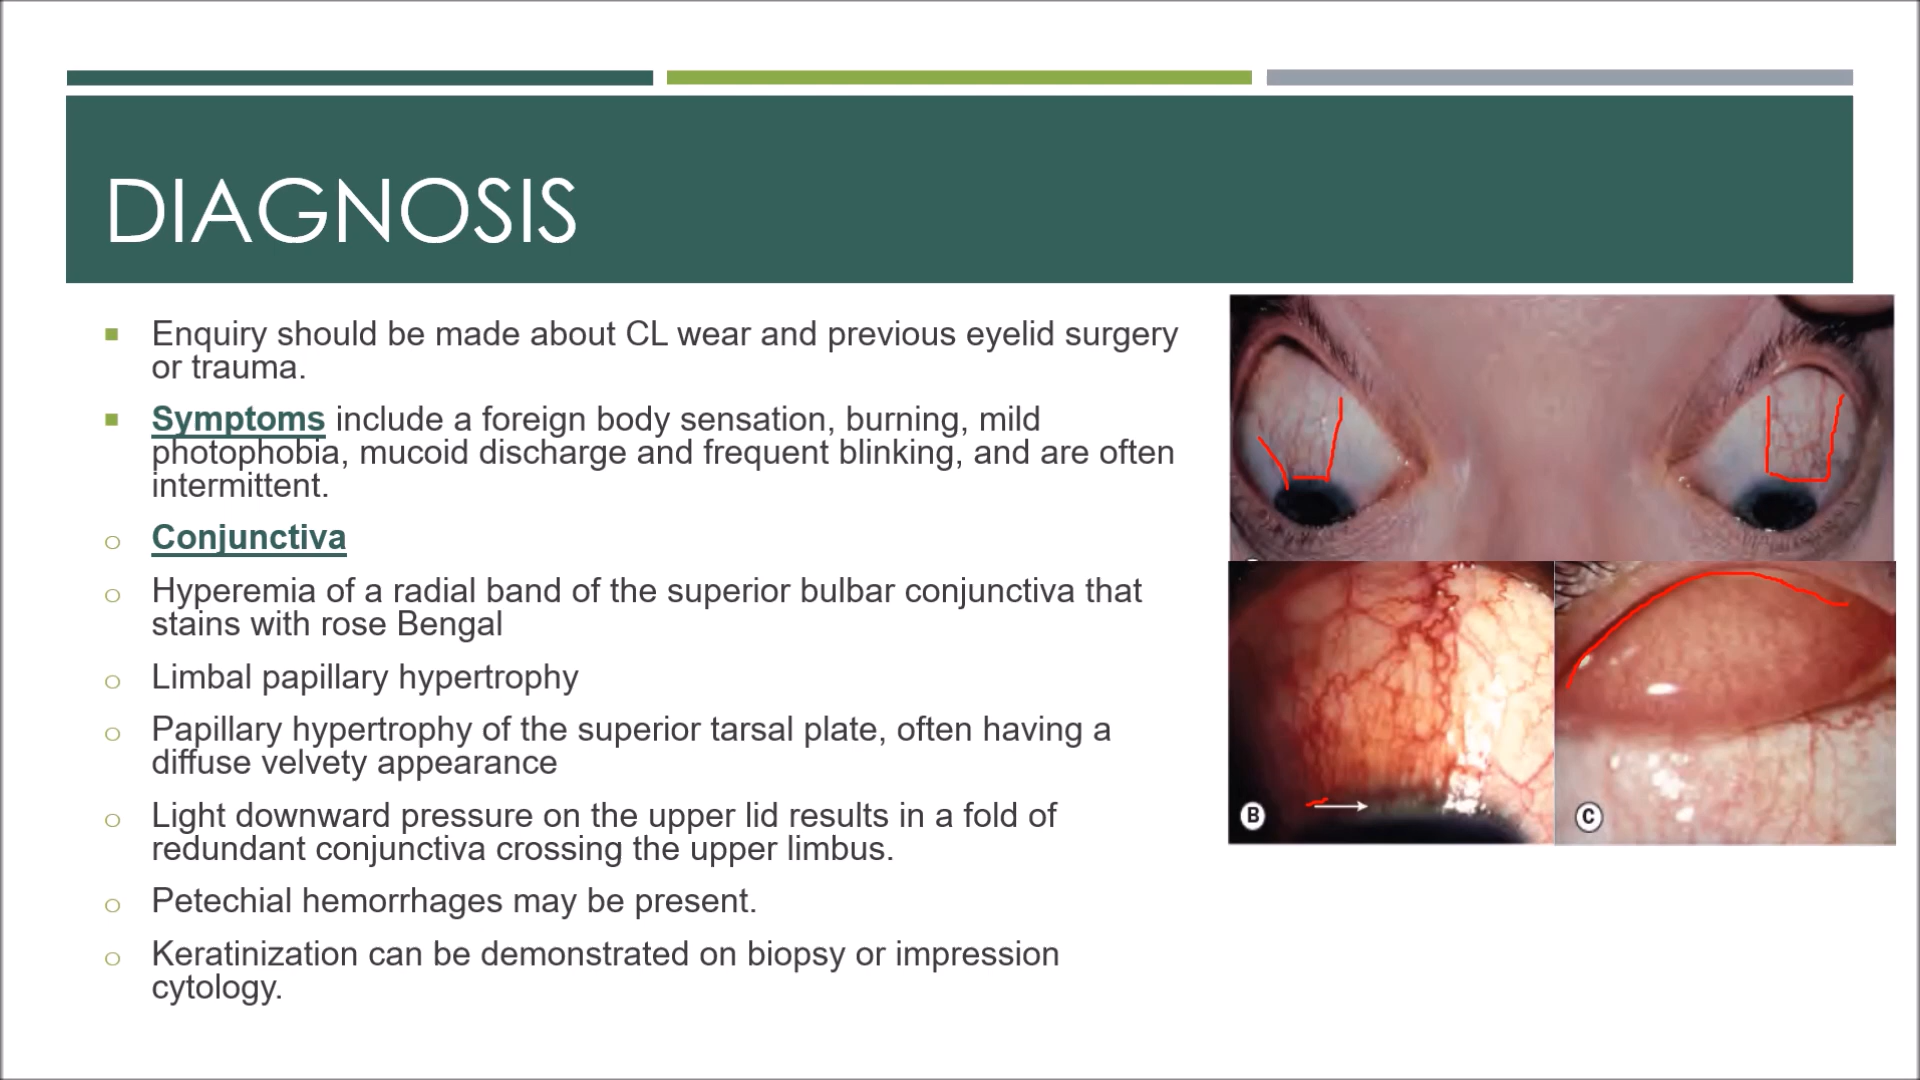 DIAGNOSIS
Enquiry should be made about CL wear and previous eyelid surgery
or trauma.
Symptoms include a foreign body sensation, burning, mild
photophobia, mucoid discharge and frequent blinking, and are often
intermittent.
Conjunctiva
Hyperemia of a radial band of the superior bulbar conjunctiva that
stains with rose Bengal
Limbal papillary hypertrophy
Papillary hypertrophy of the superior tarsal plate, often having a
diffuse velvety appearance
Light downward pressure on the upper lid results in a fold of
redundant conjunctiva crossing the upper limbus.
Petechial hemorrhages may be present.
Keratinization can be demonstrated on biopsy or impression
cytology.
B
C